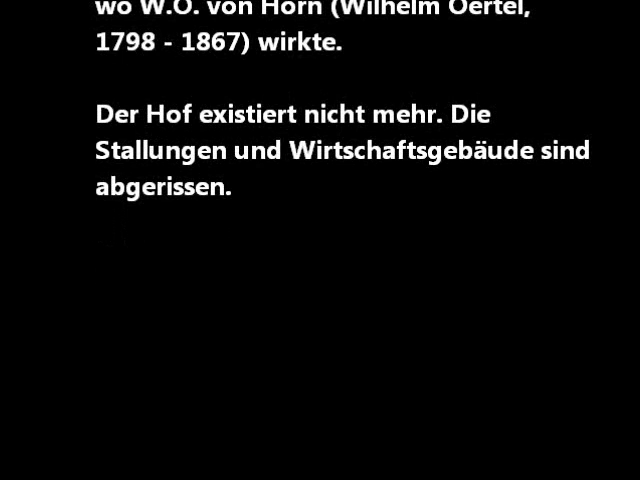 wo W.O. von Horn (Wilhelm Oertel,
1798 - 1867) wirkte.
Der Hof existiert nicht mehr. Die
Stallungen und Wirtschaftsgebäude sind
abgerissen.